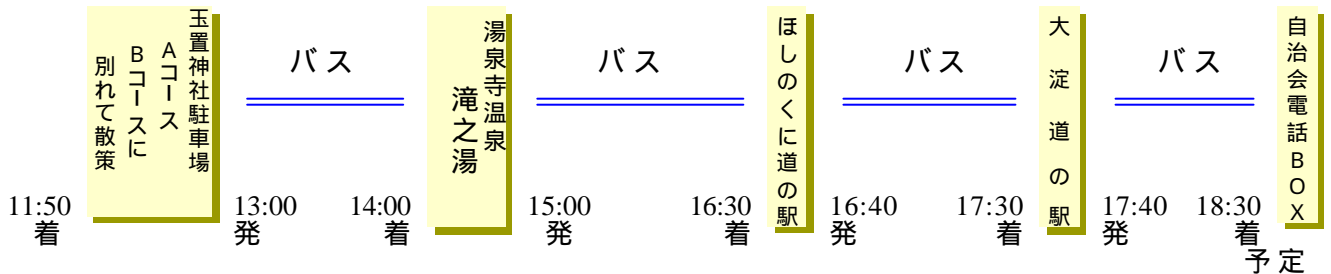 玉置神社駐車場
Aコース
Bコースに
別れて散策
バス
湯泉寺温泉
滝之湯
バス
ほしのくに道の駅
バス
大淀道の駅
バス
自治会電話BOX
11:50
着
13:00
発
14:00
着
15:00
発
16:30
着
16:40
発
17:30
着
17:40
発
18:30
着
予定